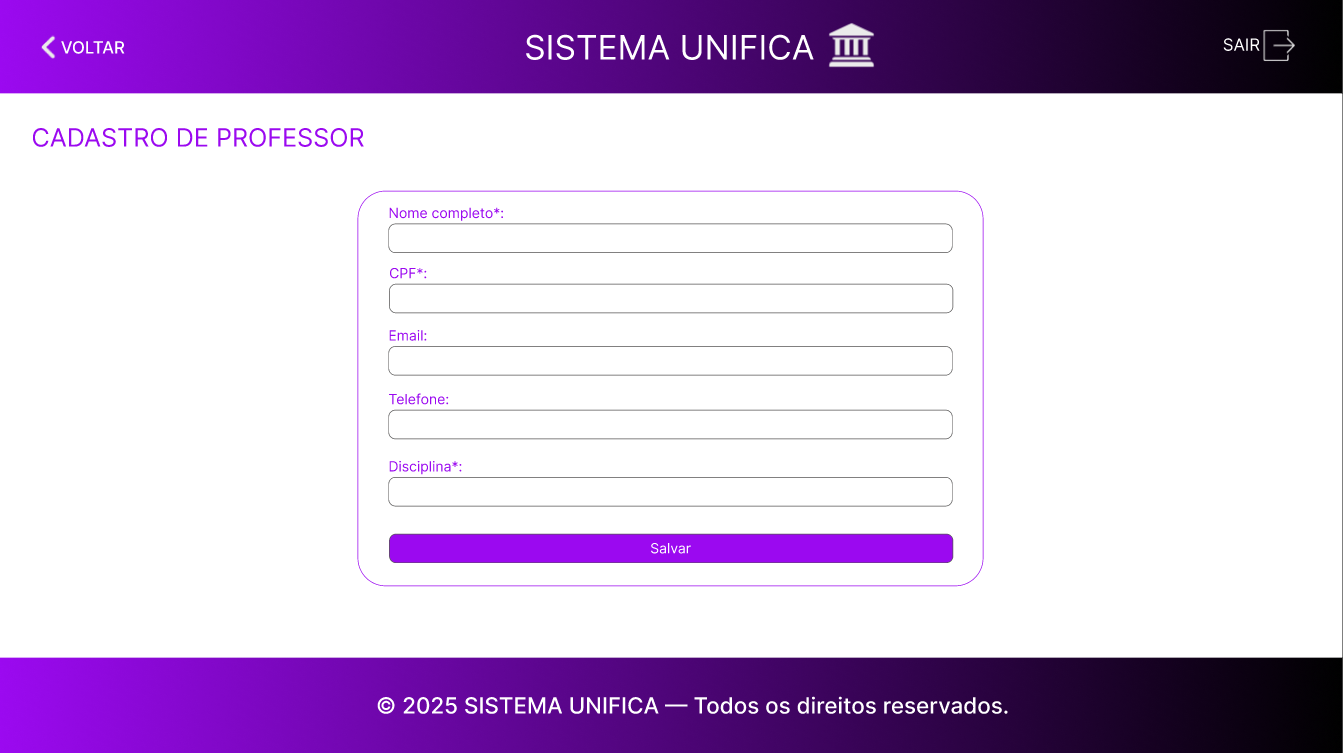 VOLTAR
SISTEMA UNIFICA
SAIR
CADASTRO DE PROFESSOR
Nome completo*:
CPF*:
Email:
Telefone:
Disciplina*:
Salvar
© 2025 SISTEMA UNIFICA — Todos os direitos reservados.